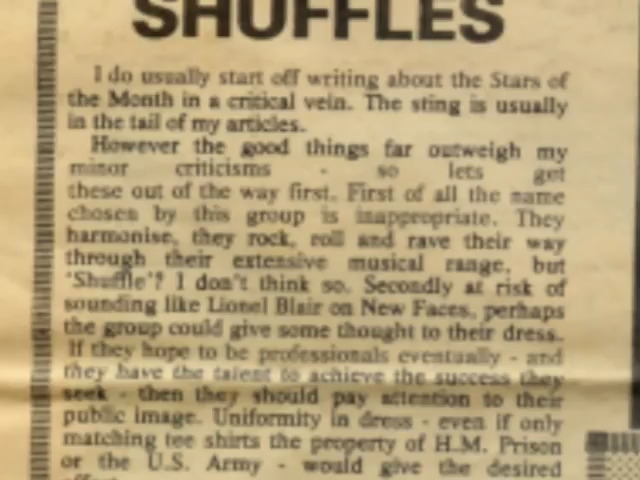 SHUFFLES
I do usually start off writing about the Stars of
the Month in a critical vein. The sting is usually
in the tail of my articles.
However the good things far outweigh my
minor criticisms - so lets get
these out of the way first. First of all the name
chosen by this group is inappropriate. They
harmonise, they rock, roll and rave their way
through their extensive musical range, but
'Shuffle'? I don't think so. Secondly at risk of
sounding like Lionel Blair on New Faces, perhaps
the group could give some thought to their dress.
If they hope to be professionals eventually - and
they have the talent to achieve the success they
seek - then they should pay attention to their
public image. Uniformity in dress - even if only
matching tee shirts the property of H.M. Prison
or the U.S. Army - would give the desired